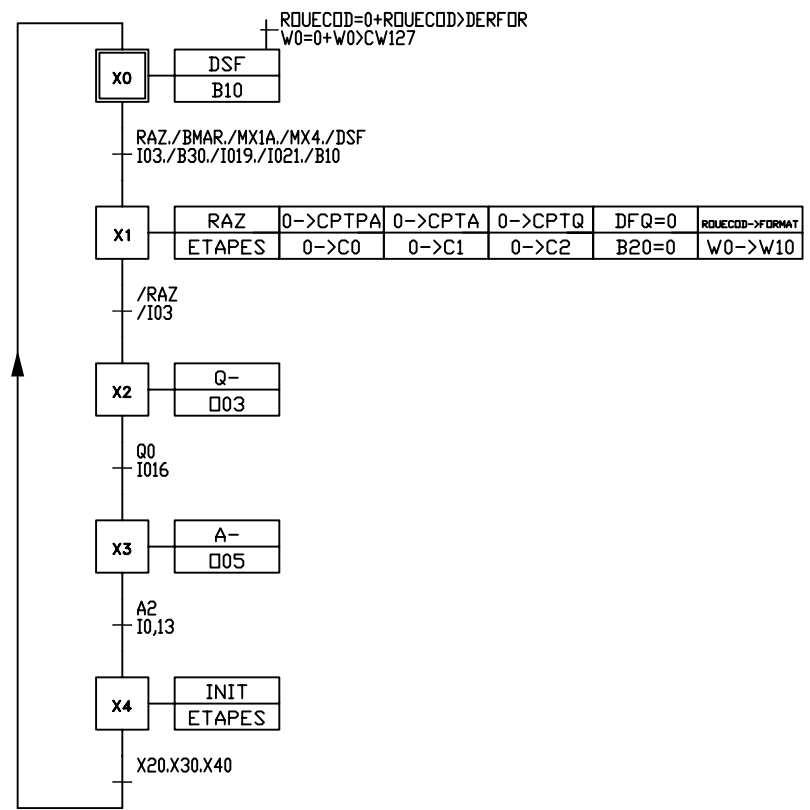 ROUECOD=0+ROUECOD>DERFOR
W0=0+W0>CW127
X0
DSF
B10
RAZ./BMAR./MX1A./MX4./DSF
I03./B30./I019./I021./B10
X1
RAZ 0->CPTPA 0->CPTA 0->CPTQ DFQ=0 ROUECOD->FORMAT
ETAPES 0->C0 0->C1 0->C2 B20=0 W0->W10
/RAZ
/I03
X2
Q-
O03
Q0
I016
X3
A-
O05
A2
I0,13
X4
INIT
ETAPES
X20.X30.X40